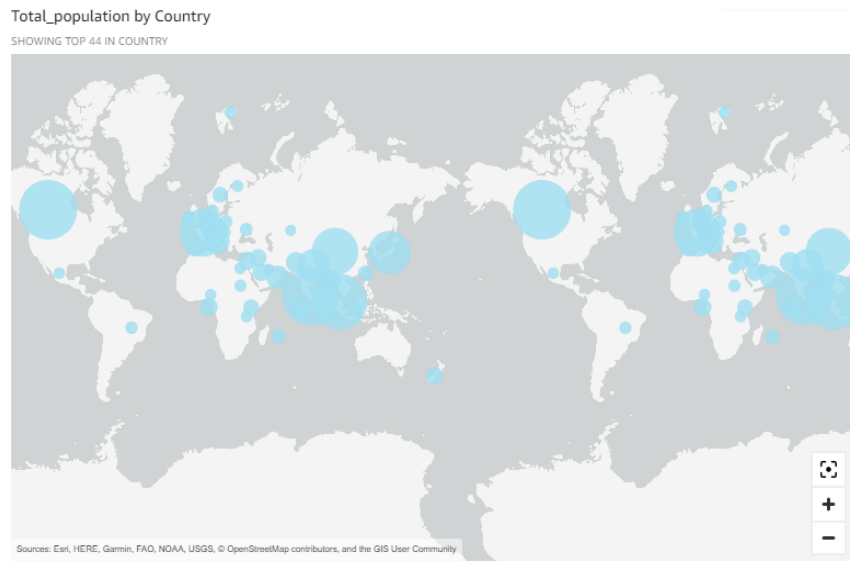 Total_population by Country
SHOWING TOP 44 IN COUNTRY
Sources: Esri, HERE, Garmin, FAO, NOAA, USGS, © OpenStreetMap contributors, and the GIS User Community